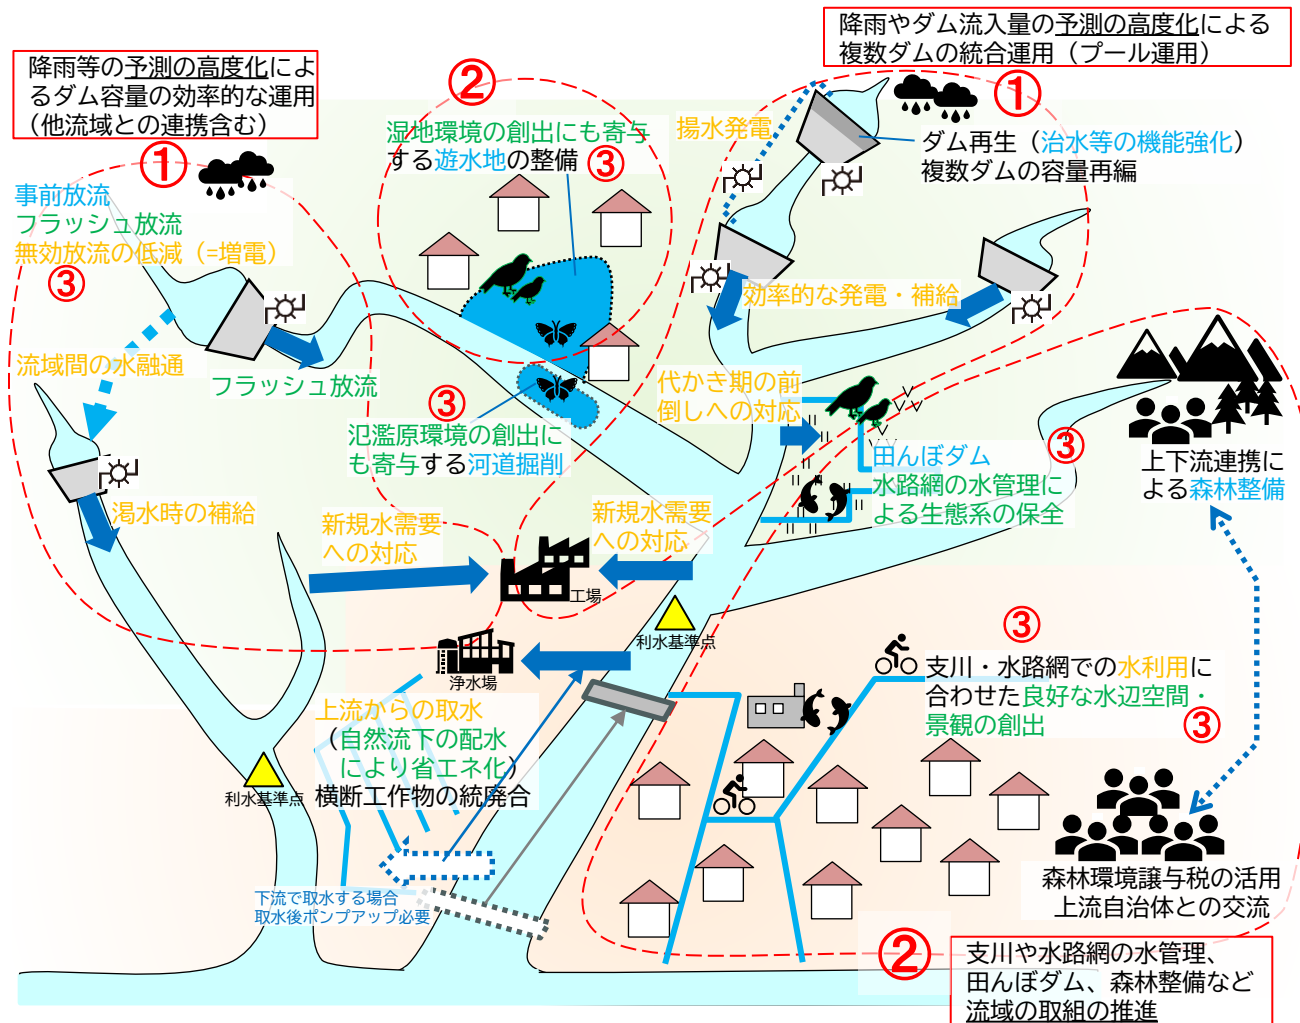 降雨やダム流入量の予測の高度化による
複数ダムの統合運用（プール運用）
降雨等の予測の高度化によ
るダム容量の効率的な運用
（他流域との連携含む）
①
②
①
湿地環境の創出にも寄与
する遊水地の整備
③
揚水発電
ダム再生（治水等の機能強化）
複数ダムの容量再編
事前放流
フラッシュ放流
無効放流の低減（=増電）
③
効率的な発電・補給
流域間の水融通
フラッシュ放流
代かき期の前
倒しへの対応
③
氾濫原環境の創出に
も寄与する河道掘削
田んぼダム
水路網の水管理に
よる生態系の保全
③
上下流連携に
よる森林整備
渇水時の補給
新規水需要
への対応
新規水需要
への対応
工場
利水基準点
浄水場
③
支川・水路網での水利用に
合わせた良好な水辺空間・
景観の創出
③
上流からの取水
（自然流下の配水
により省エネ化）
横断工作物の統廃合
利水基準点
下流で取水する場合
取水後ポンプアップ必要
森林環境譲与税の活用
上流自治体との交流
②
支川や水路網の水管理、
田んぼダム、森林整備など
流域の取組の推進